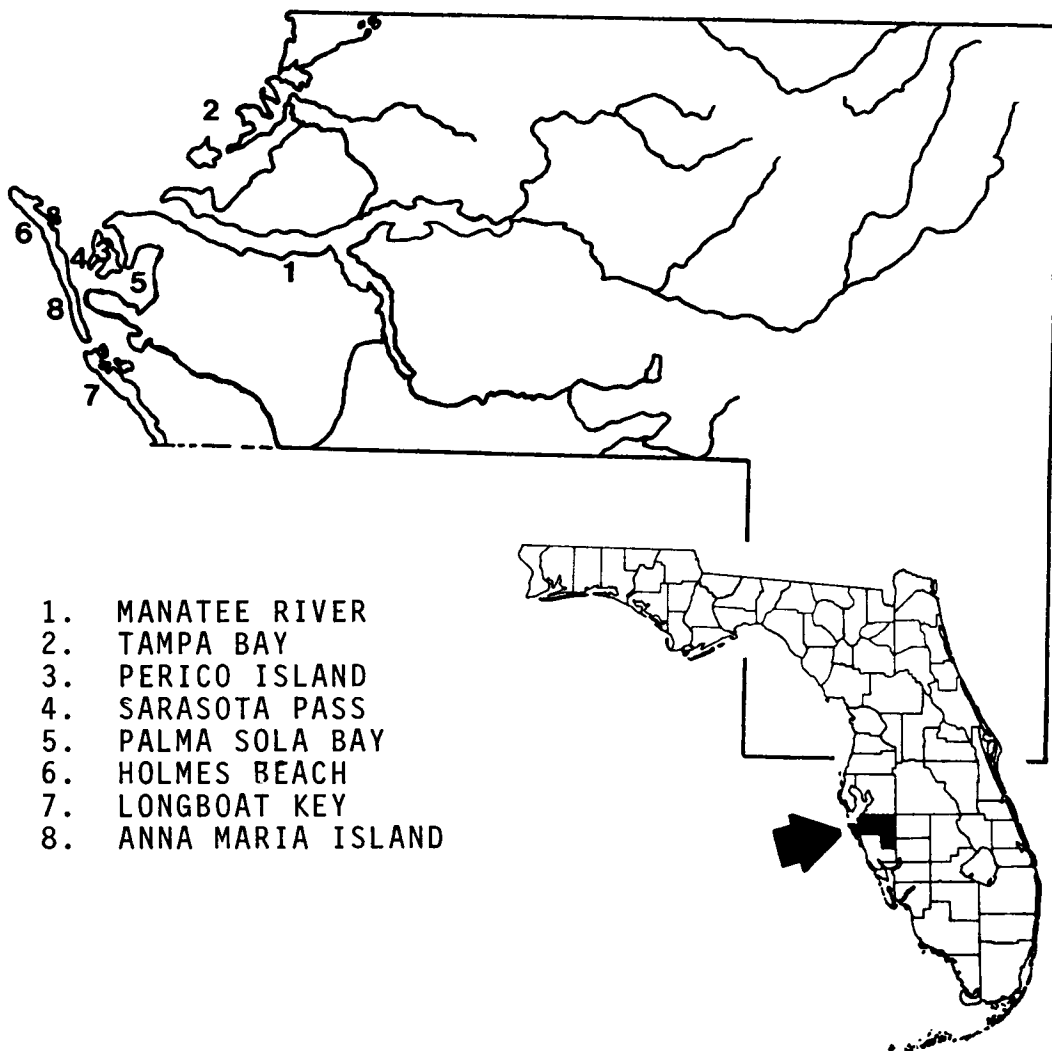 2
6
4
3
5
1
8
7
1. MANATEE RIVER
2. TAMPA BAY
3. PERICO ISLAND
4. SARASOTA PASS
5. PALMA SOLA BAY
6. HOLMES BEACH
7. LONGBOAT KEY
8. ANNA MARIA ISLAND